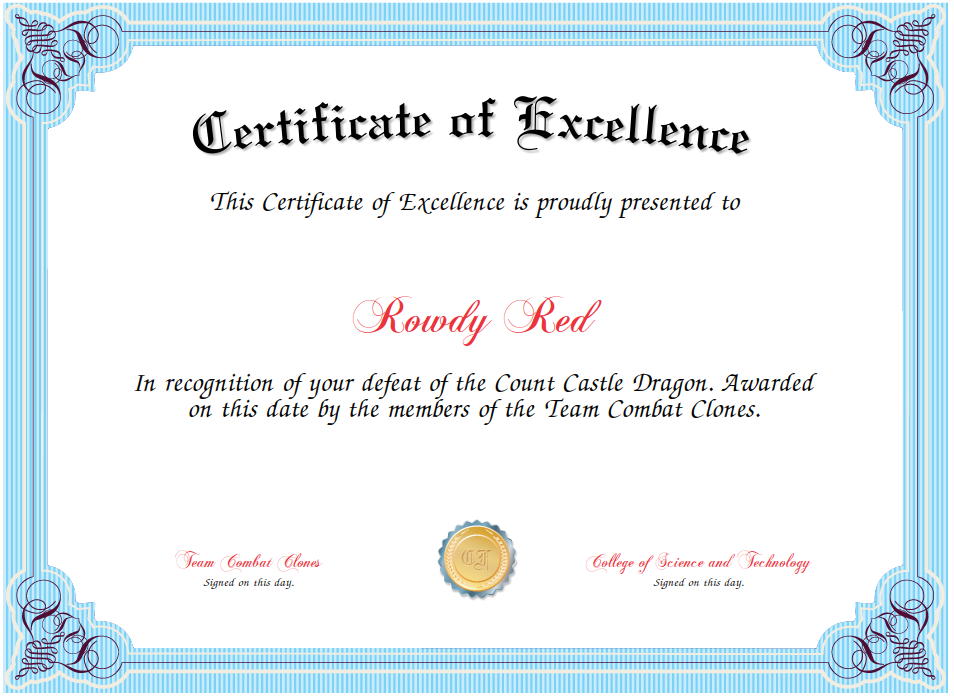 Certificate of Excellence
This Certificate of Excellence is proudly presented to
Rowdy Red
In recognition of your defeat of the Count Castle Dragon. Awarded
on this date by the members of the Team Combat Clones.
Team Combat Clones
Signed on this day.
College of Science and Technology
Signed on this day.